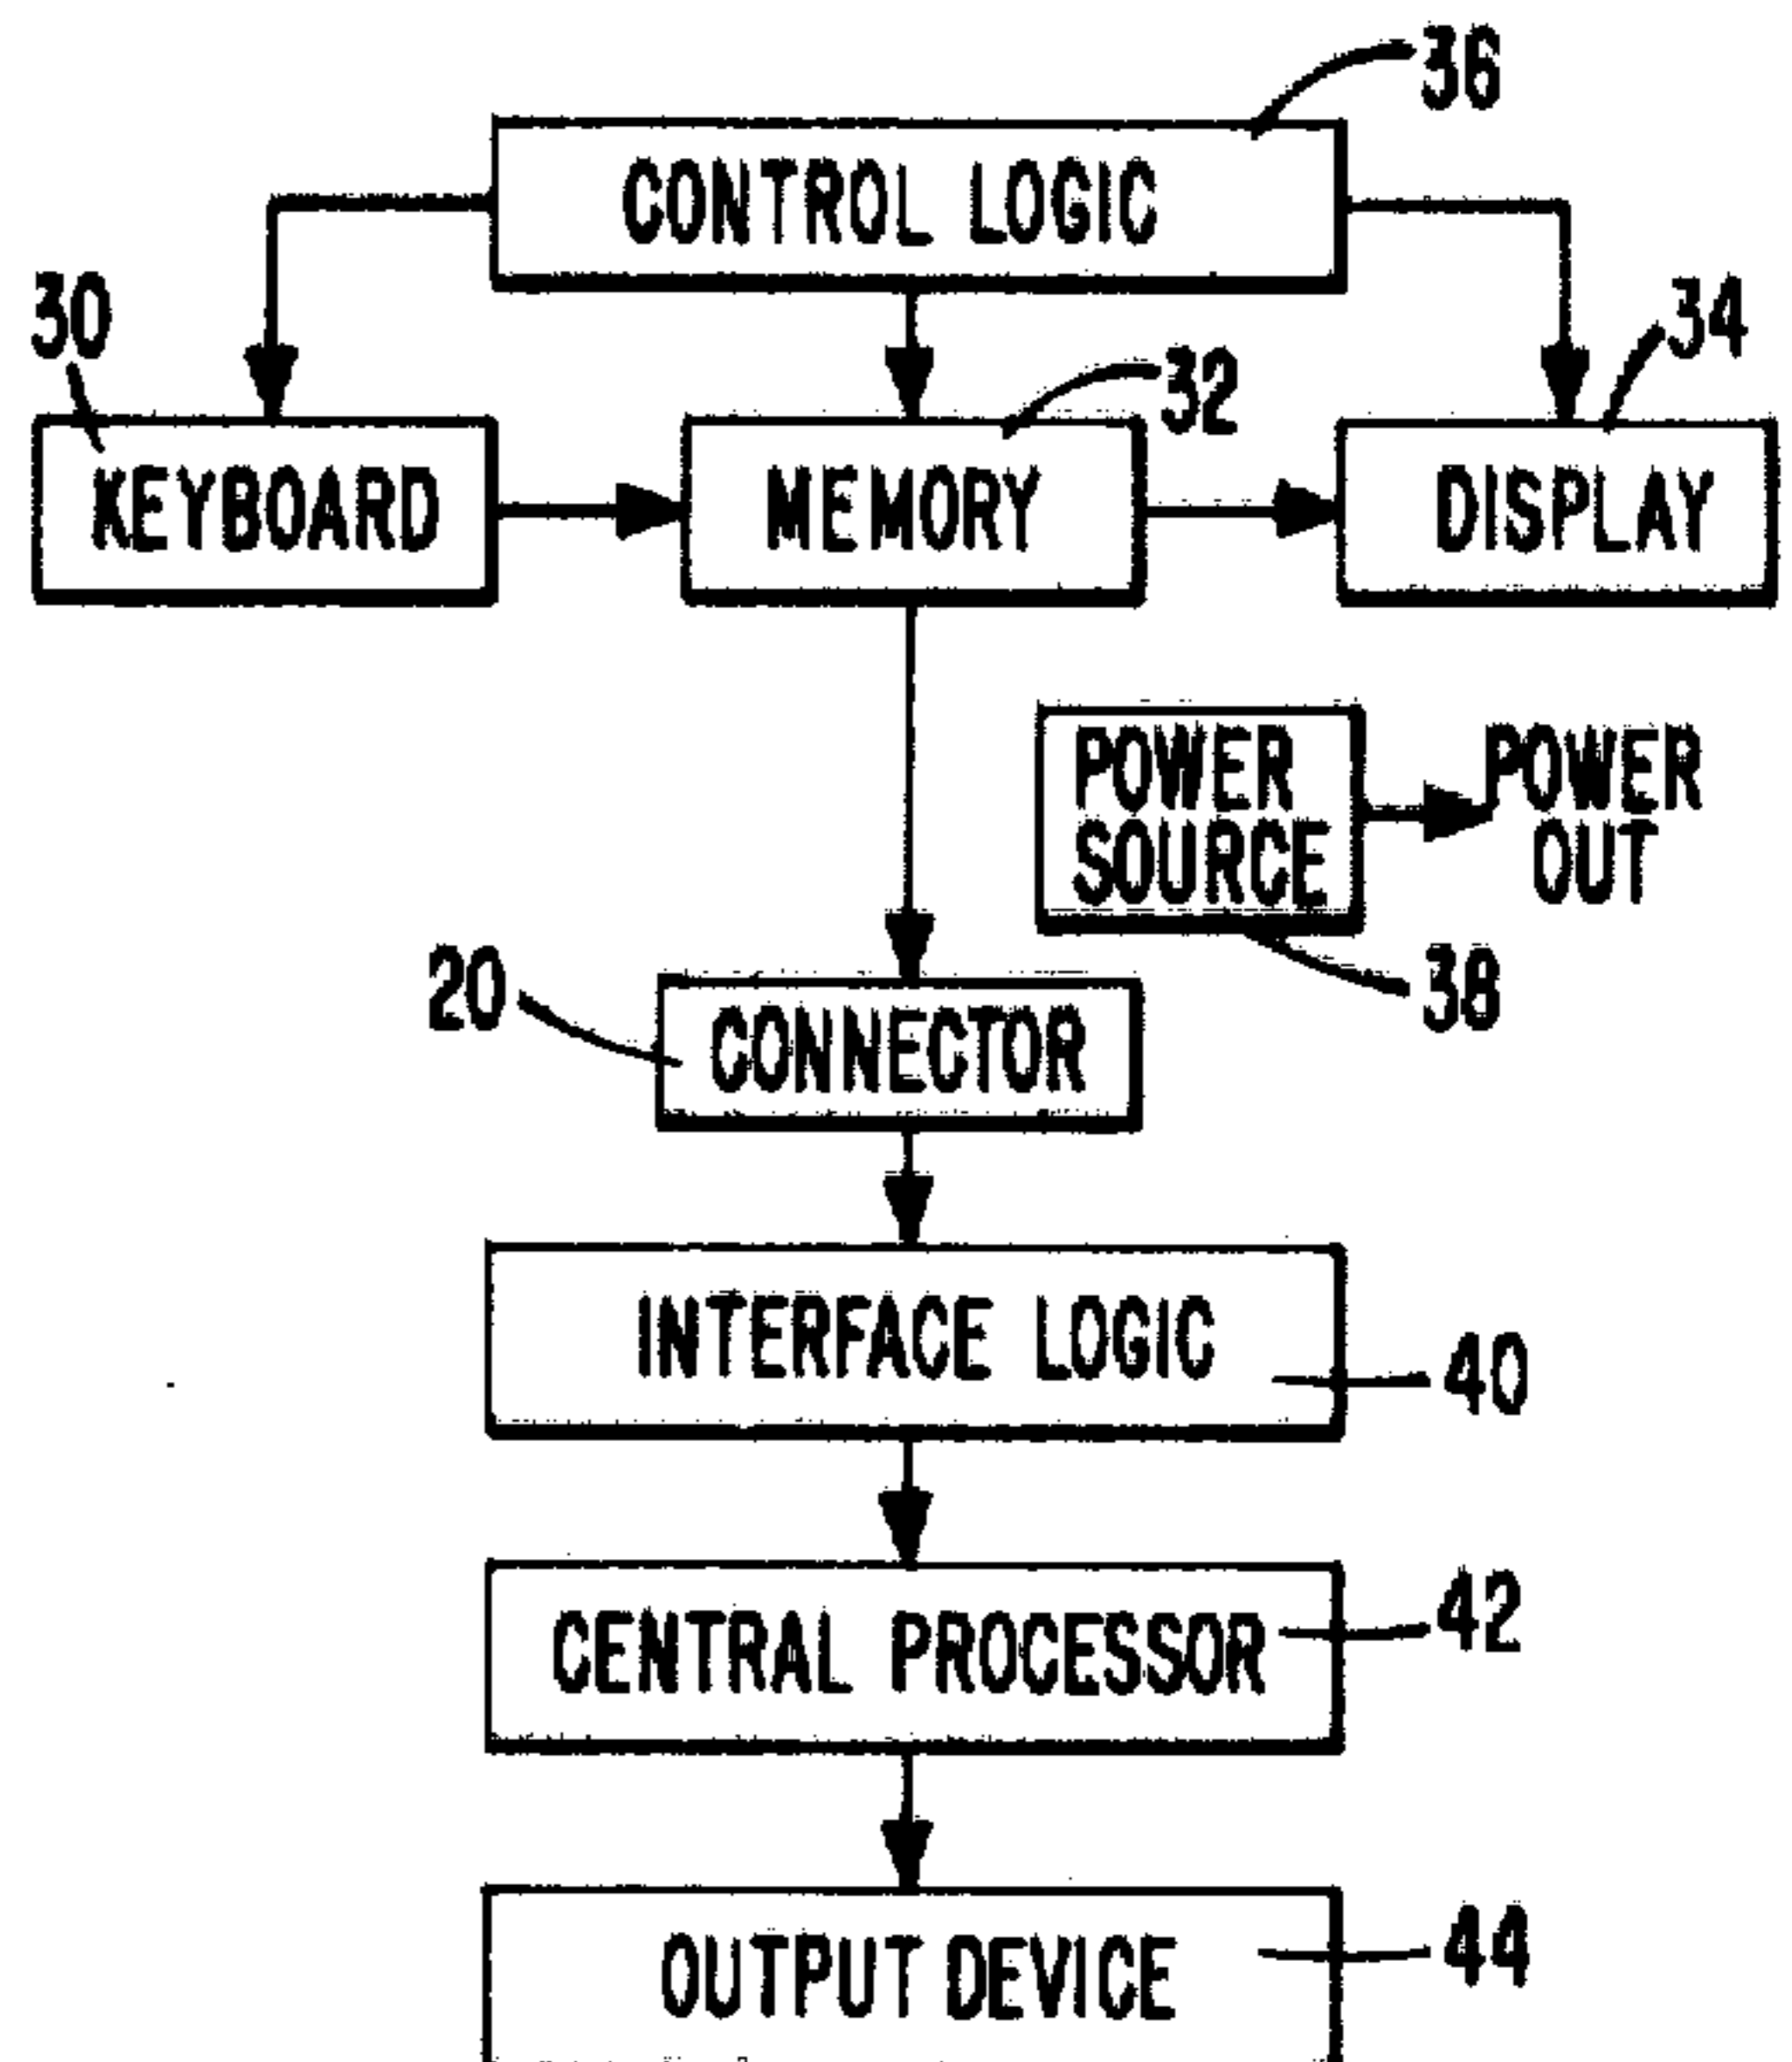 36
CONTROL LOGIC
30
34
32
KEYBOARD
MEMORY
DISPLAY
POWER
SOURCE
POWER
OUT
20
38
CONNECTOR
INTERFACE LOGIC
40
CENTRAL PROCESSOR
42
OUTPUT DEVICE
44